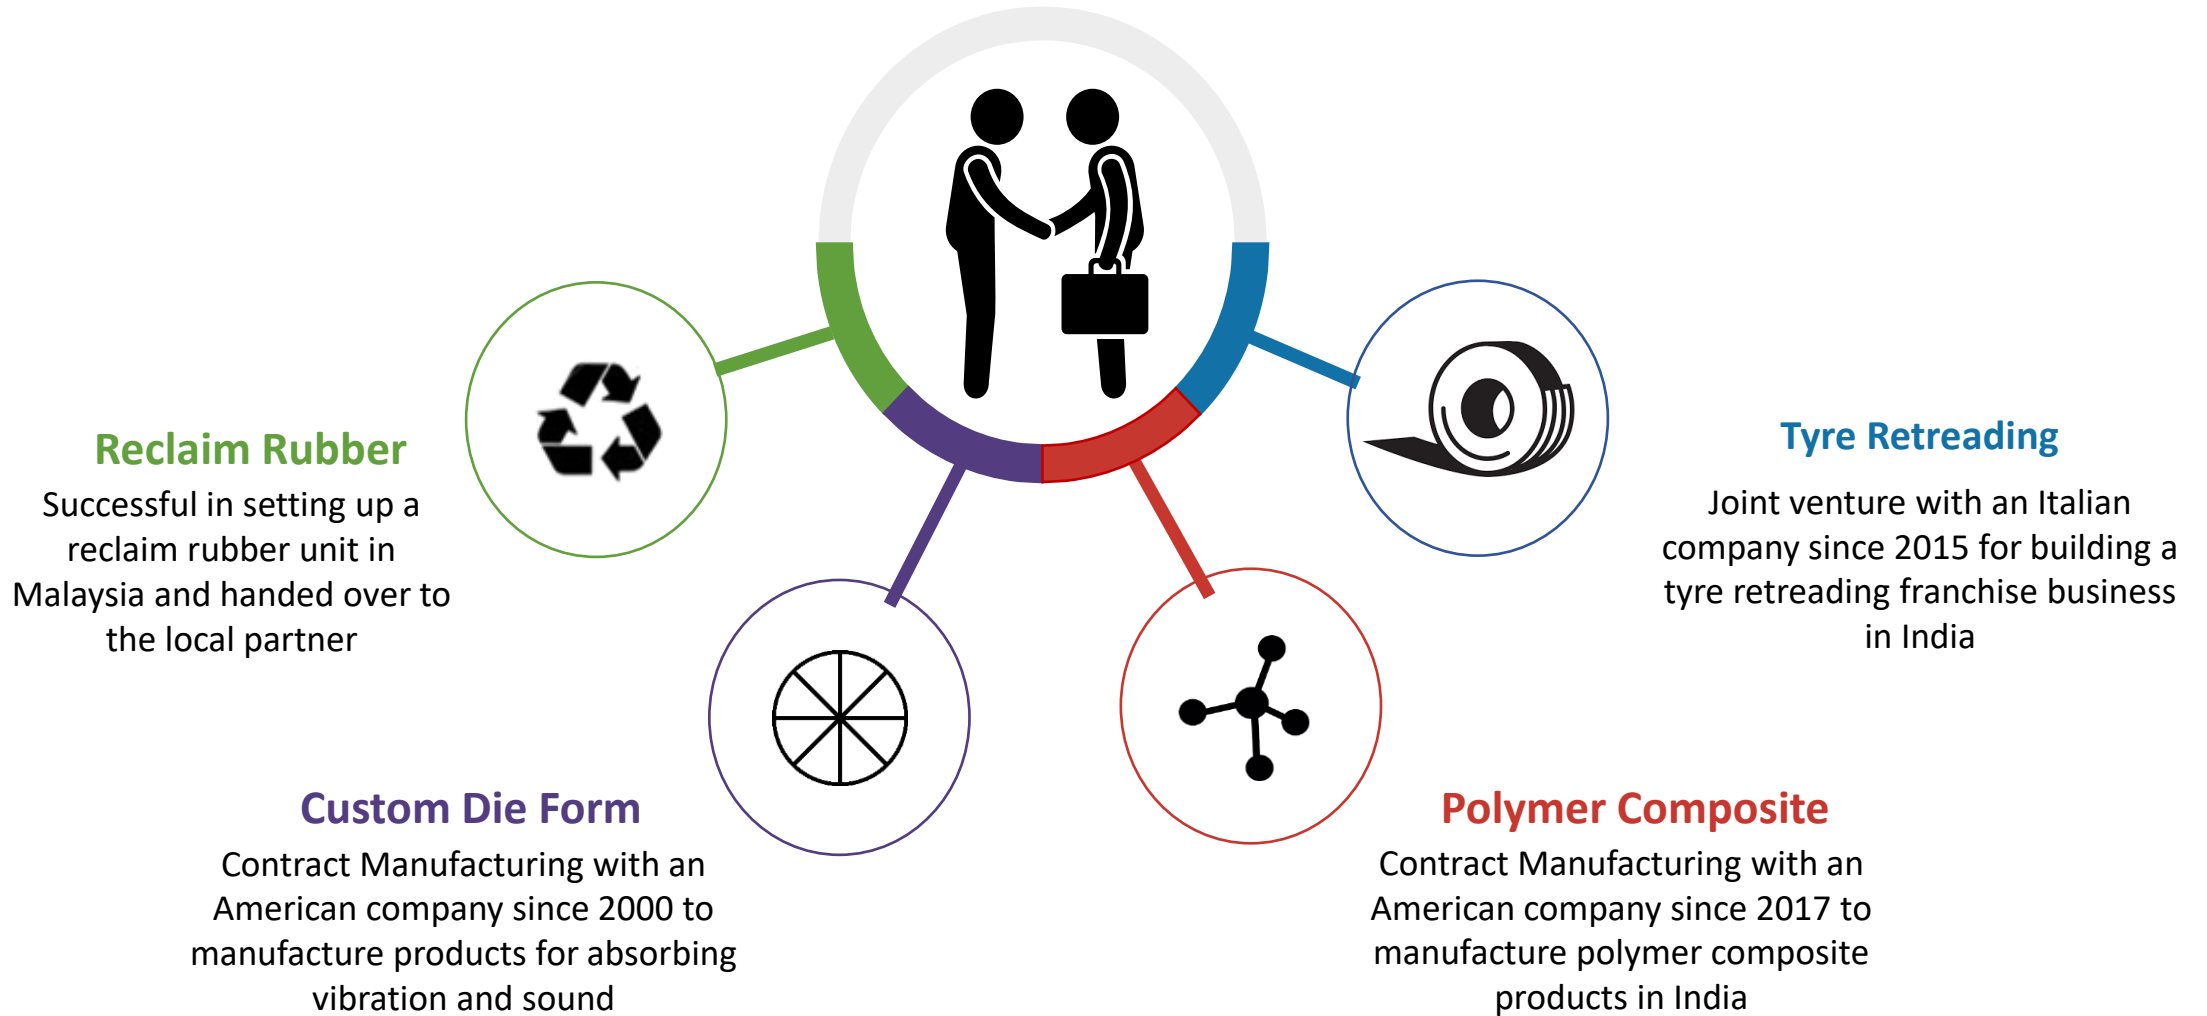 Reclaim Rubber
Successful in setting up a
reclaim rubber unit in
Malaysia and handed over to
the local partner
Custom Die Form
Contract Manufacturing with an
American company since 2000 to
manufacture products for absorbing
vibration and sound
Polymer Composite
Contract Manufacturing with an
American company since 2017 to
manufacture polymer composite
products in India
Tyre Retreading
Joint venture with an Italian
company since 2015 for building a
tyre retreading franchise business
in India